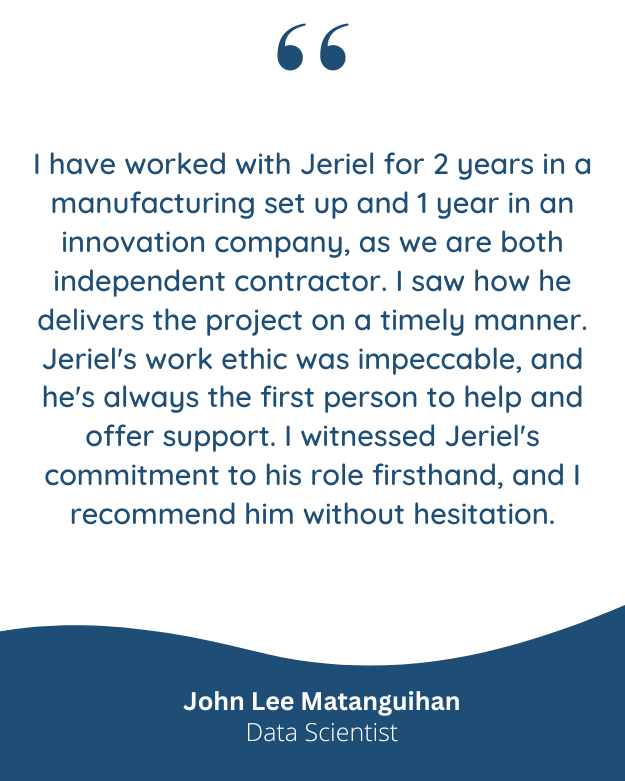 “
I have worked with Jeriel for 2 years in a
manufacturing set up and 1 year in an
innovation company, as we are both
independent contractor. I saw how he
delivers the project on a timely manner.
Jeriel's work ethic was impeccable, and
he's always the first person to help and
offer support. I witnessed Jeriel's
commitment to his role firsthand, and I
recommend him without hesitation.
John Lee Matanguihan
Data Scientist